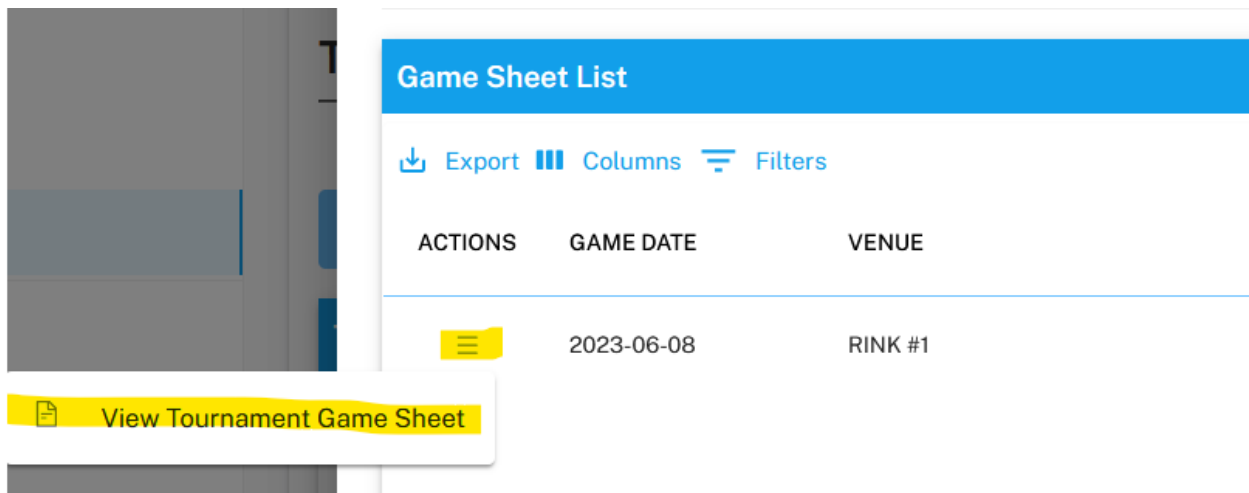 T
Game Sheet List
Export Columns Filters
ACTIONS GAME DATE VENUE
2023-06-08 RINK #1
View Tournament Game Sheet